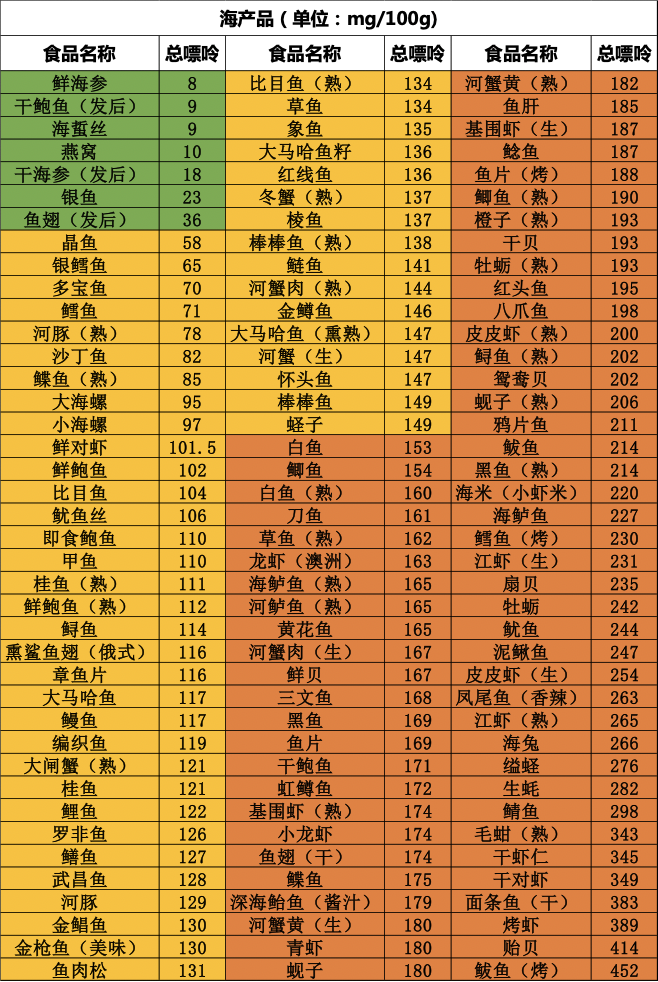 海产品（单位：mg/100g)
食品名称 总嘌呤 食品名称 总嘌呤 食品名称 总嘌呤
鲜海参 8 比目鱼（熟） 134 河蟹黄（熟） 182
干鲍鱼（发后） 9 草鱼 134 鱼肝 185
海蜇丝 9 象鱼 135 基围虾（生） 187
燕窝 10 大马哈鱼籽 136 鲶鱼 187
干海参（发后） 18 红线鱼 136 鱼片（烤） 188
银鱼 23 冬蟹（熟） 137 鲫鱼（熟） 190
鱼翅（发后） 36 棱鱼 137 橙子（熟） 193
晶鱼 58 棒棒鱼（熟） 138 干贝 193
银鳕鱼 65 鲢鱼 141 牡蛎（熟） 193
多宝鱼 70 河蟹肉（熟） 144 红头鱼 195
鳕鱼 71 金鳟鱼 146 八爪鱼 198
河豚（熟） 78 大马哈鱼（熏熟） 147 皮皮虾（熟） 200
沙丁鱼 82 河蟹（生） 147 鲟鱼（熟） 202
鲽鱼（熟） 85 怀头鱼 147 鸳鸯贝 202
大海螺 95 棒棒鱼 149 蚬子（熟） 206
小海螺 97 蛏子 149 鸦片鱼 211
鲜对虾 101.5 白鱼 153 鲅鱼 214
鲜鲍鱼 102 鲫鱼 154 黑鱼（熟） 214
比目鱼 104 白鱼（熟） 160 海米（小虾米） 220
鱿鱼丝 106 刀鱼 161 海鲈鱼 227
即食鲍鱼 110 草鱼（熟） 162 鳕鱼（烤） 230
甲鱼 110 龙虾（澳洲） 163 江虾（生） 231
桂鱼（熟） 111 海鲈鱼（熟） 165 扇贝 235
鲜鲍鱼（熟） 112 河鲈鱼（熟） 165 牡蛎 242
鲟鱼 114 黄花鱼 165 鱿鱼 244
熏鲨鱼翅（俄式） 116 河蟹肉（生） 167 泥鳅鱼 247
章鱼片 116 鲜贝 167 皮皮虾（生） 254
大马哈鱼 117 三文鱼 168 凤尾鱼（香辣） 263
鳗鱼 117 黑鱼 169 江虾（熟） 265
编织鱼 119 鱼片 169 海兔 266
大闸蟹（熟） 121 干鲍鱼 171 缢蛏 276
桂鱼 121 虹鳟鱼 172 生蚝 282
鲤鱼 122 基围虾（熟） 174 鲭鱼 298
罗非鱼 126 小龙虾 174 毛蚶（熟） 343
鳝鱼 127 鱼翅（干） 174 干虾仁 345
武昌鱼 128 鲽鱼 175 干对虾 349
河豚 129 深海鲐鱼（酱汁） 179 面条鱼（干） 383
金鲳鱼 130 河蟹黄（生） 180 烤虾 389
金枪鱼（美味） 130 青虾 180 贻贝 414
鱼肉松 131 蚬子 180 鲅鱼（烤） 452